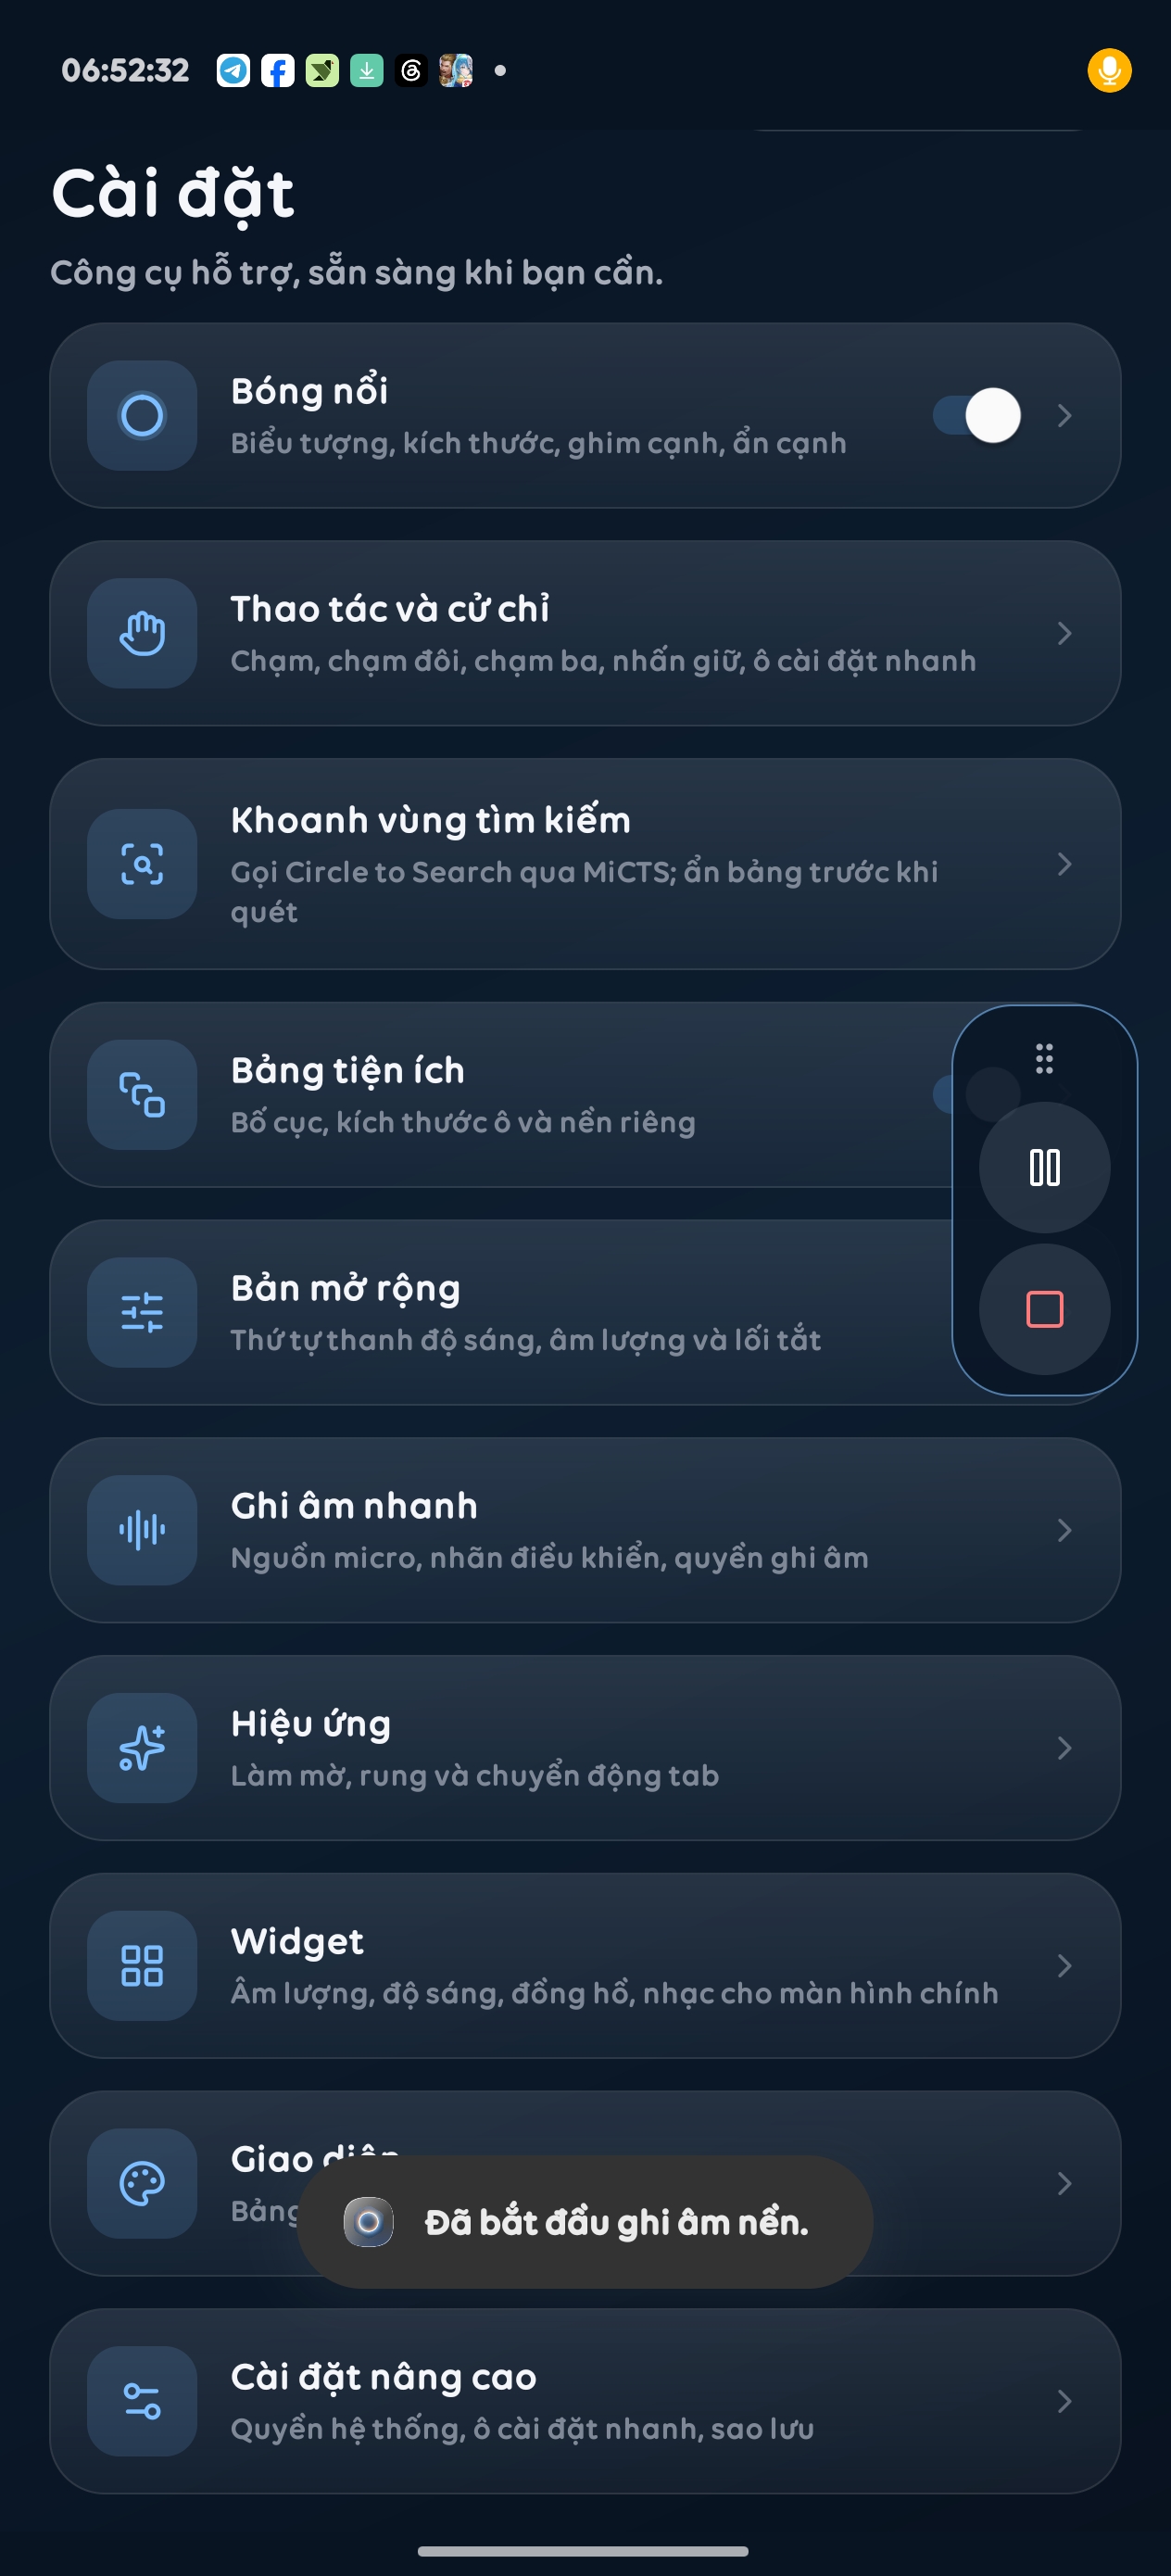 06:52:32
Cài đặt
Công cụ hỗ trợ, sẵn sàng khi bạn cần.
Bóng nổi
Biểu tượng, kích thước, ghim cạnh, ẩn cạnh
Thao tác và cử chỉ
Chạm, chạm đôi, chạm ba, nhấn giữ, ô cài đặt nhanh
Khoanh vùng tìm kiếm
Gọi Circle to Search qua MiCTS; ẩn bảng trước khi
quét
Bảng tiện ích
Bố cục, kích thước ô và nền riêng
Bản mở rộng
Thứ tự thanh độ sáng, âm lượng và lối tắt
Ghi âm nhanh
Nguồn micro, nhãn điều khiển, quyền ghi âm
Hiệu ứng
Làm mờ, rung và chuyển động tab
Widget
Âm lượng, độ sáng, đồng hồ, nhạc cho màn hình chính
Giao diện
Bảng
Đã bắt đầu ghi âm nền.
Cài đặt nâng cao
Quyền hệ thống, ô cài đặt nhanh, sao lưu